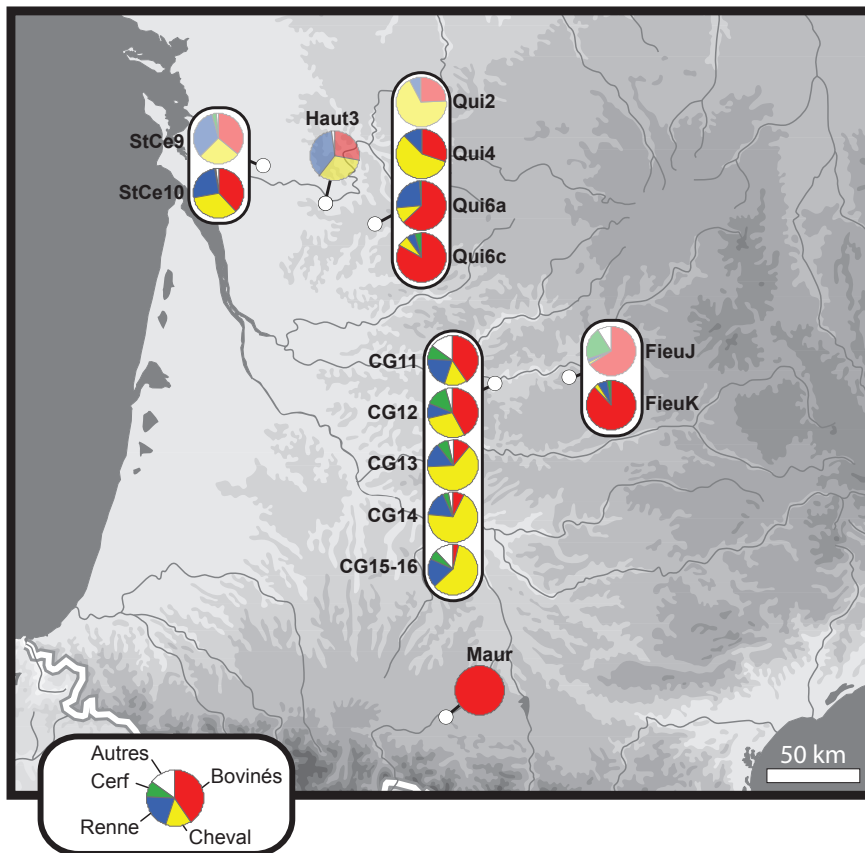 Qui2
Haut3
StCe9
Qui4
StCe10
Qui6a
Qui6c
CG11
FieuJ
CG12
FieuK
CG13
CG14
CG15-16
Maur
50 km
Autres
Cerf
Bovinés
Renne
Cheval